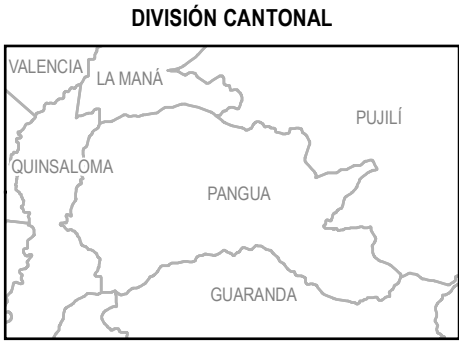 DIVISIÓN CANTONAL
VALENCIA
LA MANÁ
PUJILÍ
QUINSALOMA
PANGUA
GUARANDA